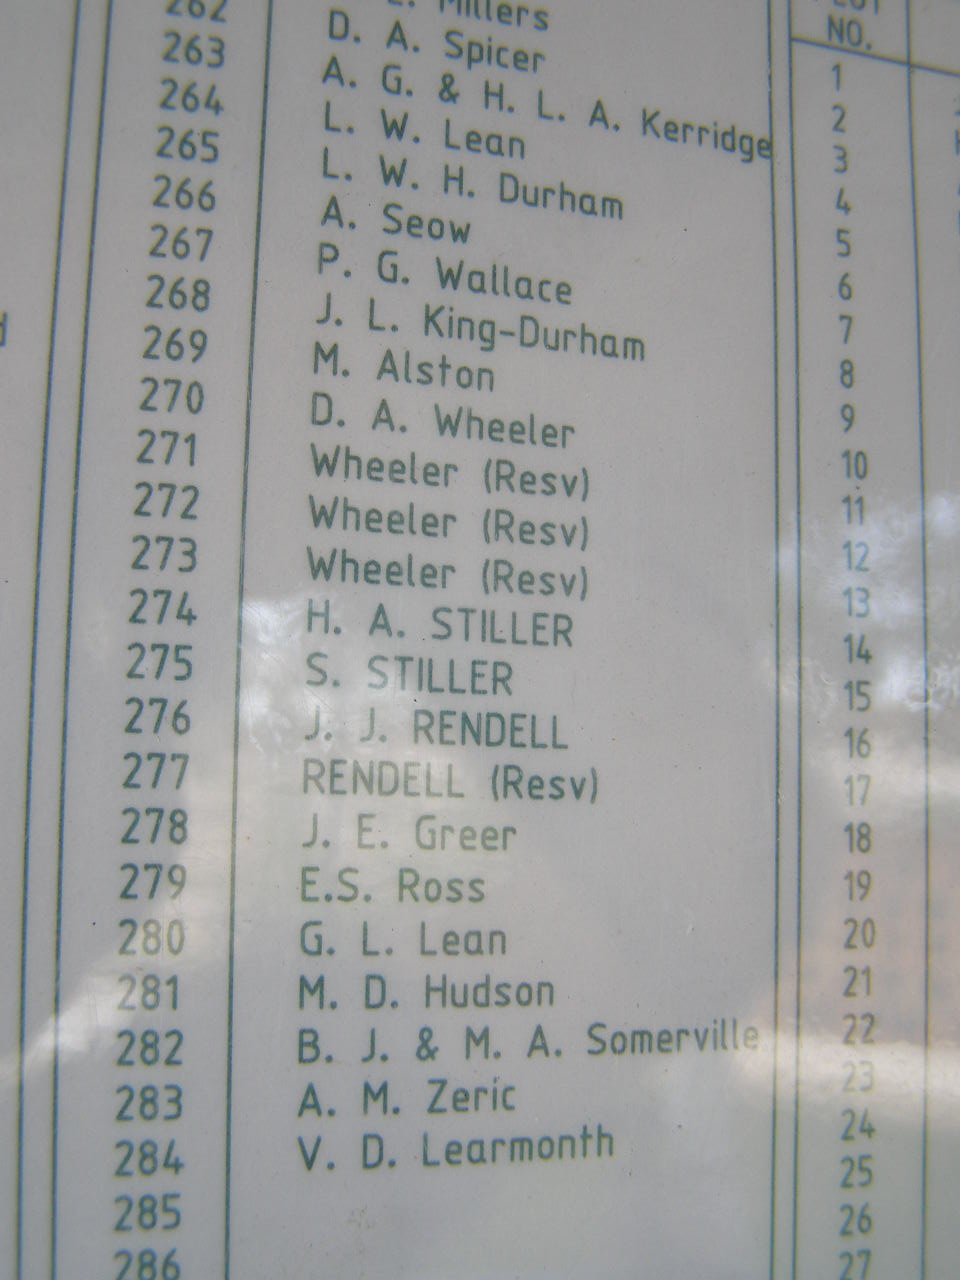 Millers
262 D. A. Spicer
263 A. G. & H. L. A. Kerridge
264 L. W. Lean
265 L. W. H. Durham
266 A. Seow
267 P. G. Wallace
268 J. L. King-Durham
269 M. Alston
270 D. A. Wheeler
271 Wheeler (Resv)
272 Wheeler (Resv)
273 Wheeler (Resv)
274 H. A. STILLER
275 S. STILLER
276 J. J. RENDELL
277 RENDELL (Resv)
278 J. E. Greer
279 E.S. Ross
280 G. L. Lean
281 M. D. Hudson
282 B. J. & M. A. Somerville
283 A. M. Zeric
284 V. D. Learmonth
285
286
NO.
1
2
3
4
5
6
7
8
9
10
11
12
13
14
15
16
17
18
19
20
21
22
23
24
25
26
27